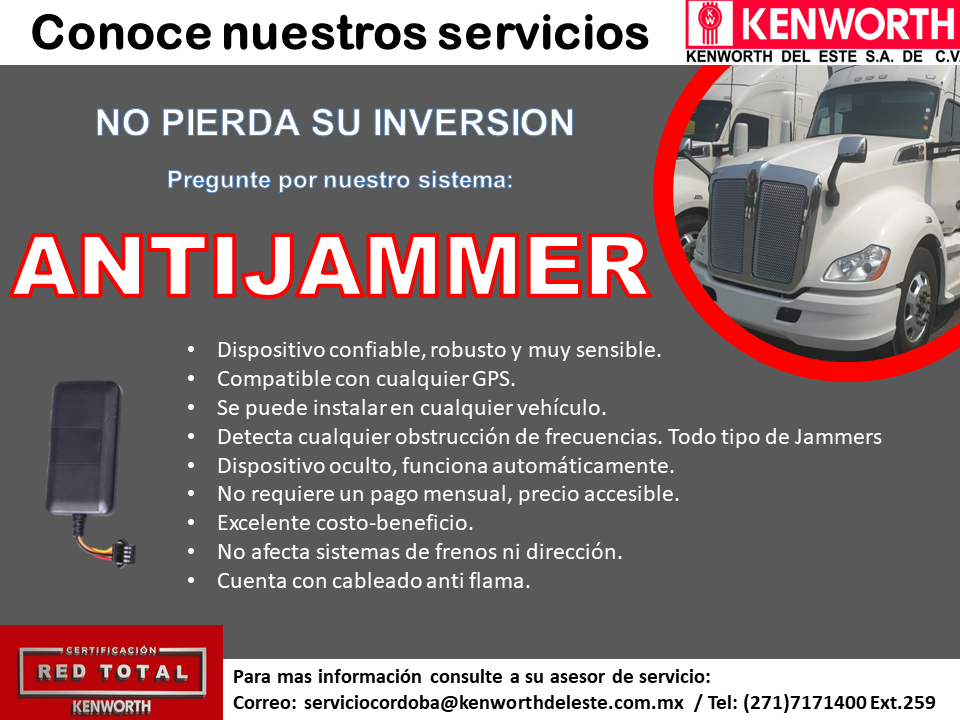 Conoce nuestros servicios
KW
KENWORTH
KENWORTH DEL ESTE S.A. DE C.V.
NO PIERDA SU INVERSION
Pregunte por nuestro sistema:
ANTIJAMMER
• Dispositivo confiable, robusto y muy sensible.
• Compatible con cualquier GPS.
• Se puede instalar en cualquier vehículo.
• Detecta cualquier obstrucción de frecuencias. Todo tipo de Jammers
• Dispositivo oculto, funciona automáticamente.
• No requiere un pago mensual, precio accesible.
• Excelente costo-beneficio.
• No afecta sistemas de frenos ni dirección.
• Cuenta con cableado anti flama.
CERTIFICACIÓN
RED TOTAL
KENWORTH
Para mas información consulte a su asesor de servicio:
Correo: serviciocordoba@kenworthdeleste.com.mx / Tel: (271)7171400 Ext.259